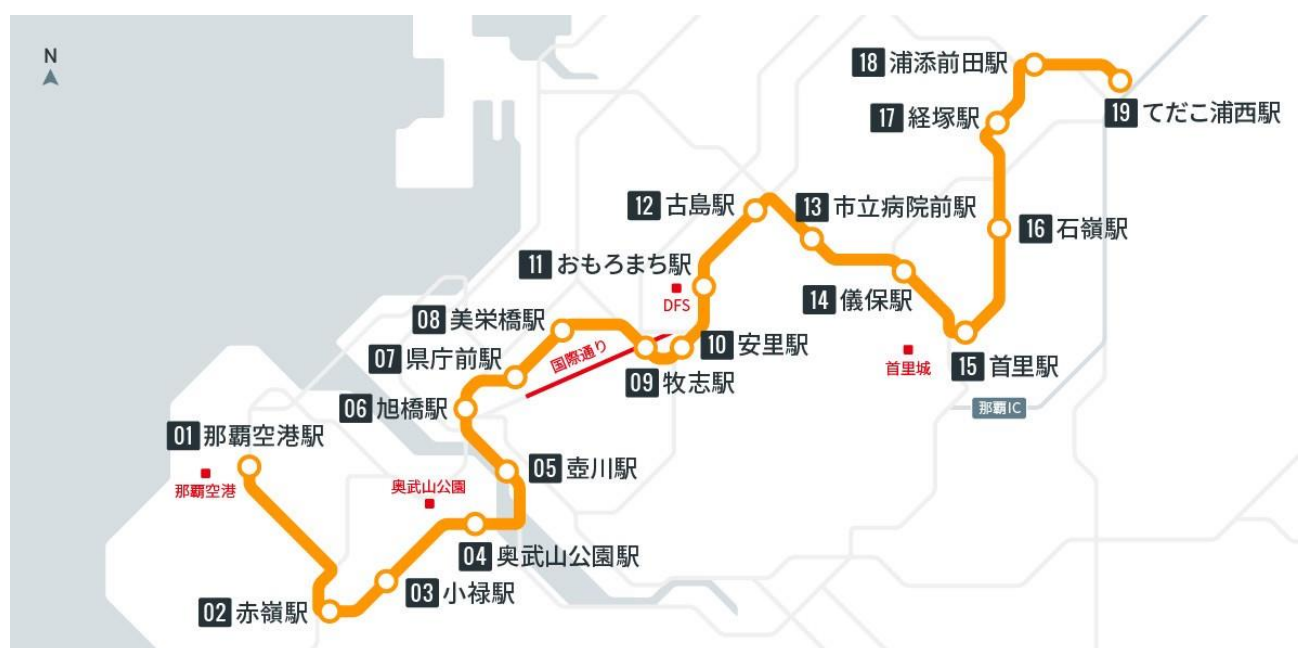 N
18 浦添前田駅
19 てだこ浦西駅
17 経塚駅
12 古島駅
13 市立病院前駅
16 石嶺駅
11 おもろまち駅
DFS
14 儀保駅
08 美栄橋駅
10 安里駅
首里城
15 首里駅
07 県庁前駅
国際通り
09 牧志駅
06 旭橋駅
那覇IC
01 那覇空港駅
那覇空港
05 壺川駅
奥武山公園
04 奥武山公園駅
03 小禄駅
02 赤嶺駅